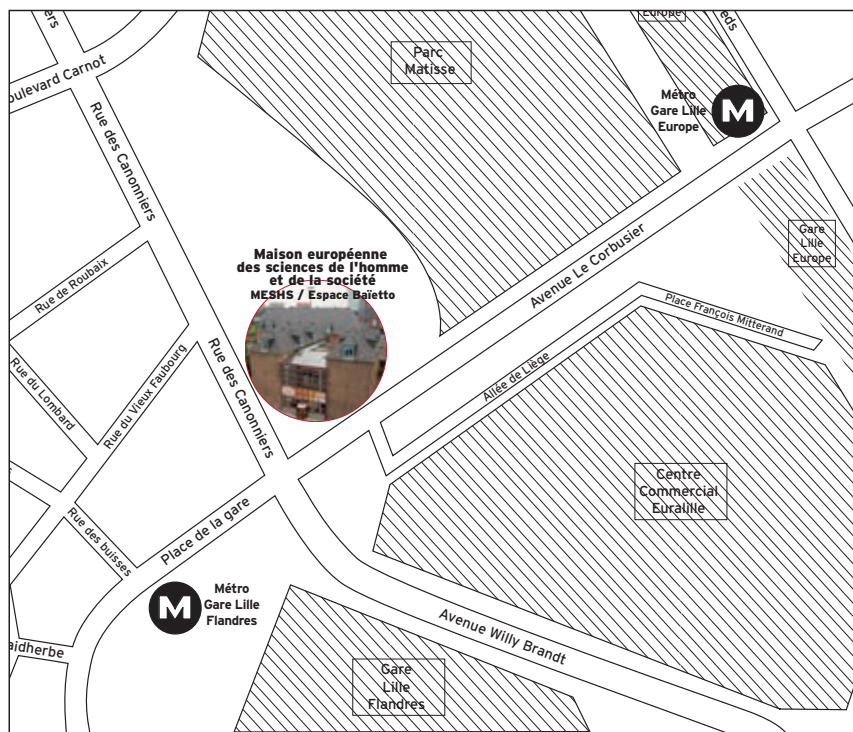 Parc
Matisse
Europe
Métro
Gare Lille
Europe
M
Boulevard Carnot
Rue des Canonniers
Avenue Le Corbusier
Gare
Lille
Europe
Maison européenne
des sciences de l'homme
et de la société
MESHS / Espace Baïetto
Rue de Roubaix
Place François Mitterand
Allée de Liège
Rue du Lombard
Rue du Vieux Faubourg
Rue des Canonniers
Centre
Commercial
Euralille
Place de la gare
Rue des buisses
M
Métro
Gare Lille
Flandres
Avenue Willy Brandt
aidherbe
Gare
Lille
Flandres